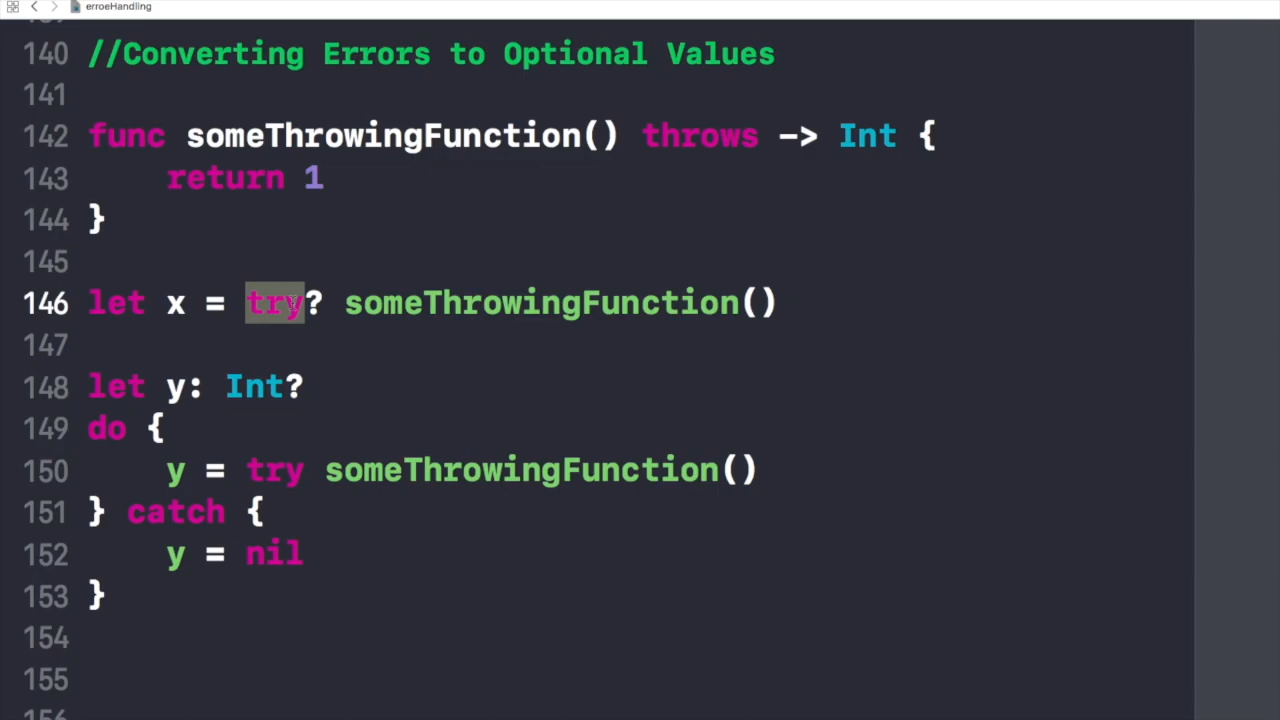 erroeHandling
140 //Converting Errors to Optional Values
141
142 func someThrowingFunction() throws -> Int {
143     return 1
144 }
145
146 let x = try? someThrowingFunction()
147
148 let y: Int?
149 do {
150     y = try someThrowingFunction()
151 } catch {
152     y = nil
153 }
154
155